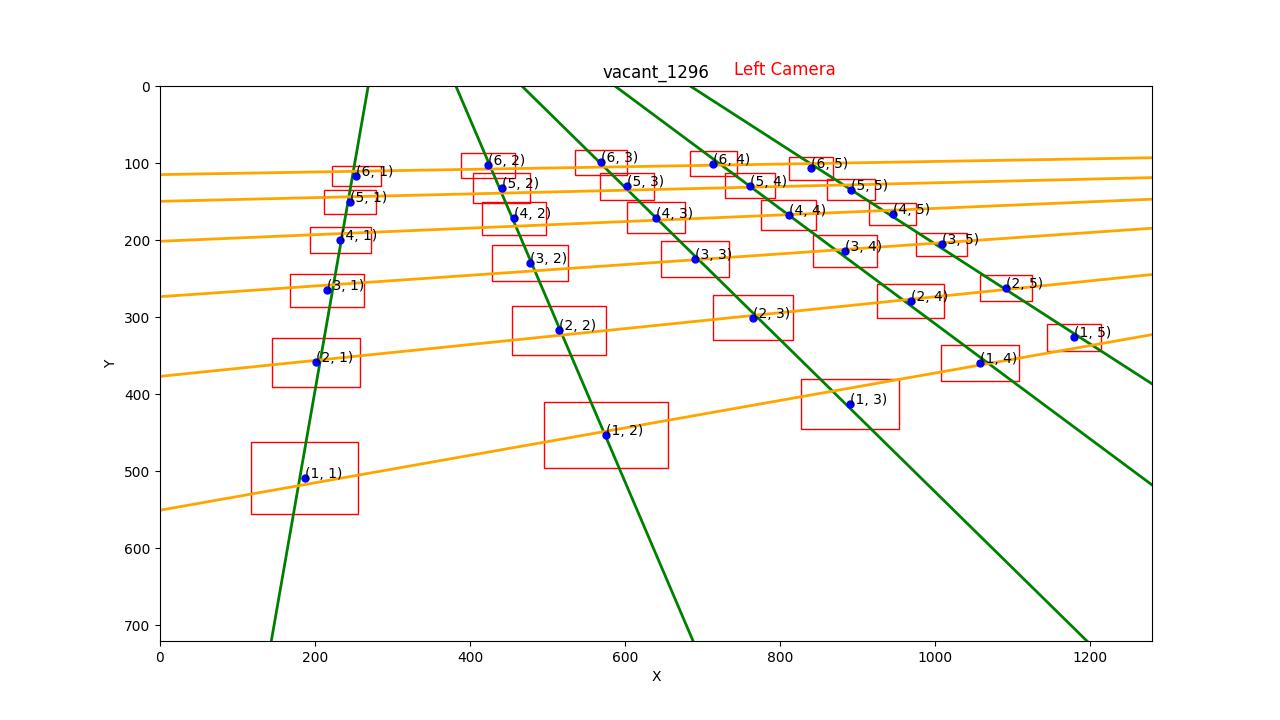 vacant_1296 Left Camera
0
100
200
300
400
500
600
700
Y
(6, 1) (6, 2) (6, 3) (6, 4) (6, 5)
(5, 1) (5, 2) (5, 3) (5, 4) (5, 5)
(4, 1) (4, 2) (4, 3) (4, 4) (4, 5)
(3, 1) (3, 2) (3, 3) (3, 4) (3, 5)
(2, 1) (2, 2) (2, 3) (2, 4) (2, 5)
(1, 1) (1, 2) (1, 3) (1, 4) (1, 5)
0 200 400 600 800 1000 1200
X